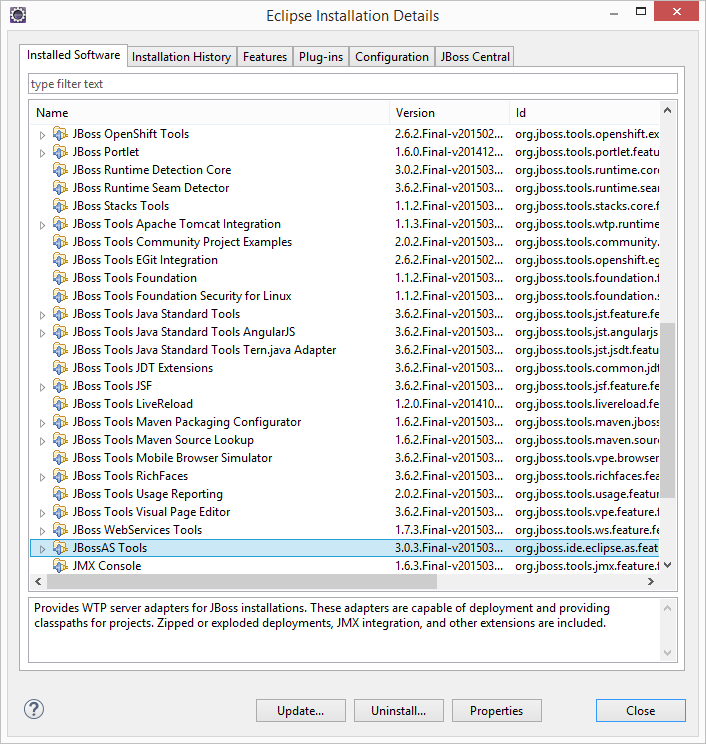 Eclipse Installation Details
Installed Software Installation History Features Plug-ins Configuration JBoss Central
type filter text
Name Version Id
JBoss OpenShift Tools 2.6.2.Final-v201502... org.jboss.tools.openshift.ex
JBoss Portlet 1.6.0.Final-v201412... org.jboss.tools.portlet.featu
JBoss Runtime Detection Core 3.0.2.Final-v201503... org.jboss.tools.runtime.core
JBoss Runtime Seam Detector 3.6.2.Final-v201503... org.jboss.tools.runtime.sear
JBoss Stacks Tools 1.1.2.Final-v201503... org.jboss.tools.stacks.core.f
JBoss Tools Apache Tomcat Integration 1.1.3.Final-v201503... org.jboss.tools.wtp.runtime
JBoss Tools Community Project Examples 2.0.2.Final-v201503... org.jboss.tools.community.
JBoss Tools EGit Integration 2.6.2.Final-v201502... org.jboss.tools.openshift.eg
JBoss Tools Foundation 1.1.2.Final-v201503... org.jboss.tools.foundation.f
JBoss Tools Foundation Security for Linux 1.1.2.Final-v201503... org.jboss.tools.foundation.s
JBoss Tools Java Standard Tools 3.6.2.Final-v201503... org.jboss.tools.jst.feature.fe
JBoss Tools Java Standard Tools AngularJS 3.6.2.Final-v201503... org.jboss.tools.jst.angularjs
JBoss Tools Java Standard Tools Tern.java Adapter 3.6.2.Final-v201503... org.jboss.tools.jst.jsdt.featu
JBoss Tools JDT Extensions 3.6.2.Final-v201503... org.jboss.tools.common.jdt
JBoss Tools JSF 3.6.2.Final-v201503... org.jboss.tools.jsf.feature.fe
JBoss Tools LiveReload 1.2.0.Final-v201410... org.jboss.tools.livereload.fe
JBoss Tools Maven Packaging Configurator 1.6.2.Final-v201503... org.jboss.tools.maven.jboss
JBoss Tools Maven Source Lookup 1.6.2.Final-v201503... org.jboss.tools.maven.sourc
JBoss Tools Mobile Browser Simulator 3.6.2.Final-v201503... org.jboss.tools.vpe.browser
JBoss Tools RichFaces 3.6.2.Final-v201503... org.jboss.tools.richfaces.fea
JBoss Tools Usage Reporting 2.0.2.Final-v201503... org.jboss.tools.usage.featur
JBoss Tools Visual Page Editor 3.6.2.Final-v201503... org.jboss.tools.vpe.feature.f
JBoss WebServices Tools 1.7.3.Final-v201503... org.jboss.tools.ws.feature.fe
JBossAS Tools 3.0.3.Final-v201503... org.jboss.ide.eclipse.as.feat
JMX Console 1.6.3.Final-v201503... org.jboss.tools.jmx.feature.f
Provides WTP server adapters for JBoss installations. These adapters are capable of deployment and providing
classpaths for projects. Zipped or exploded deployments, JMX integration, and other extensions are included.
Update... Uninstall... Properties Close